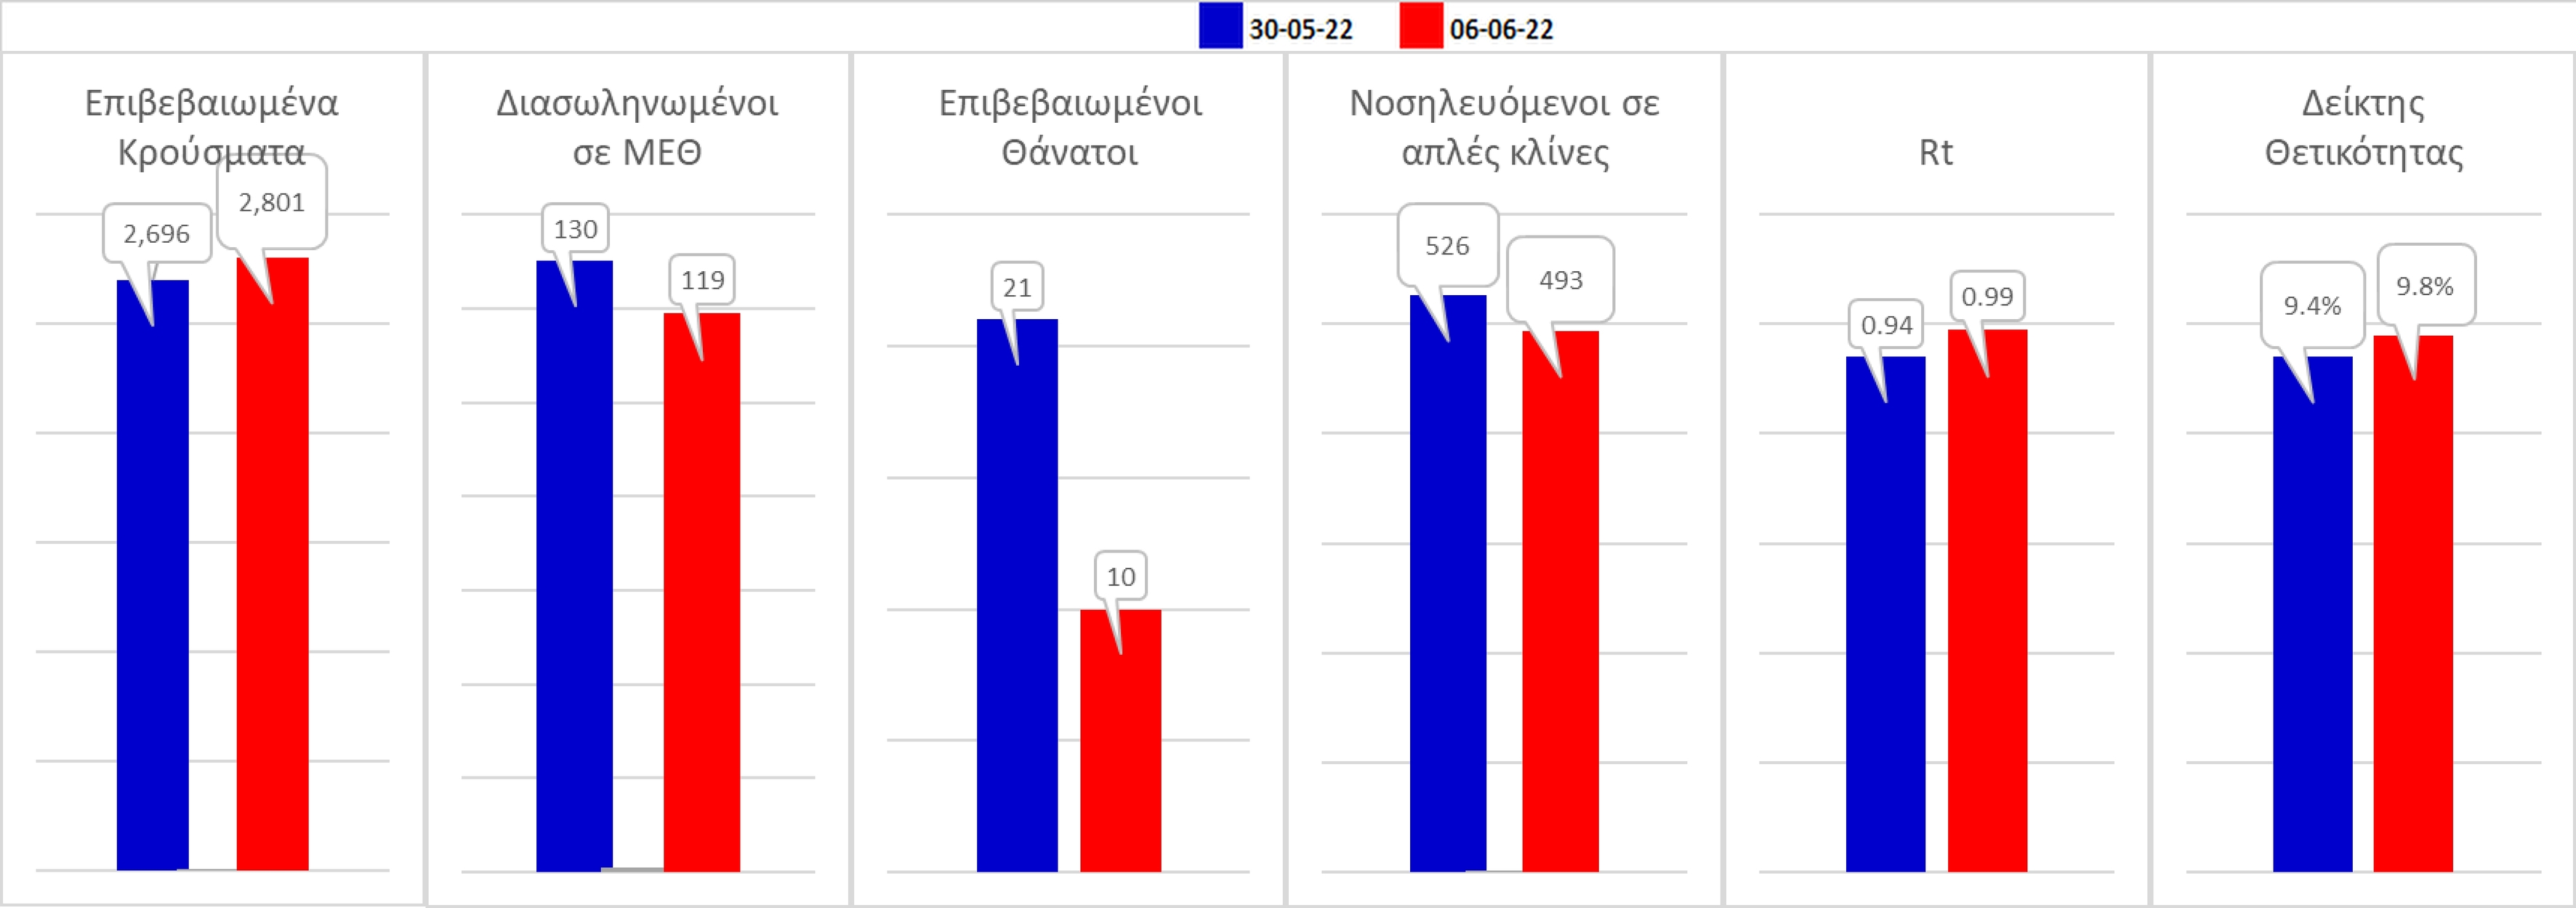 30-05-22 06-06-22
Επιβεβαιωμένα
Κρούσματα
2,696
2,801
Διασωληνωμένοι
σε ΜΕΘ
130
119
Επιβεβαιωμένοι
Θάνατοι
21
10
Νοσηλευόμενοι σε
απλές κλίνες
526
493
Rt
0.94
0.99
Δείκτης
Θετικότητας
9.4%
9.8%